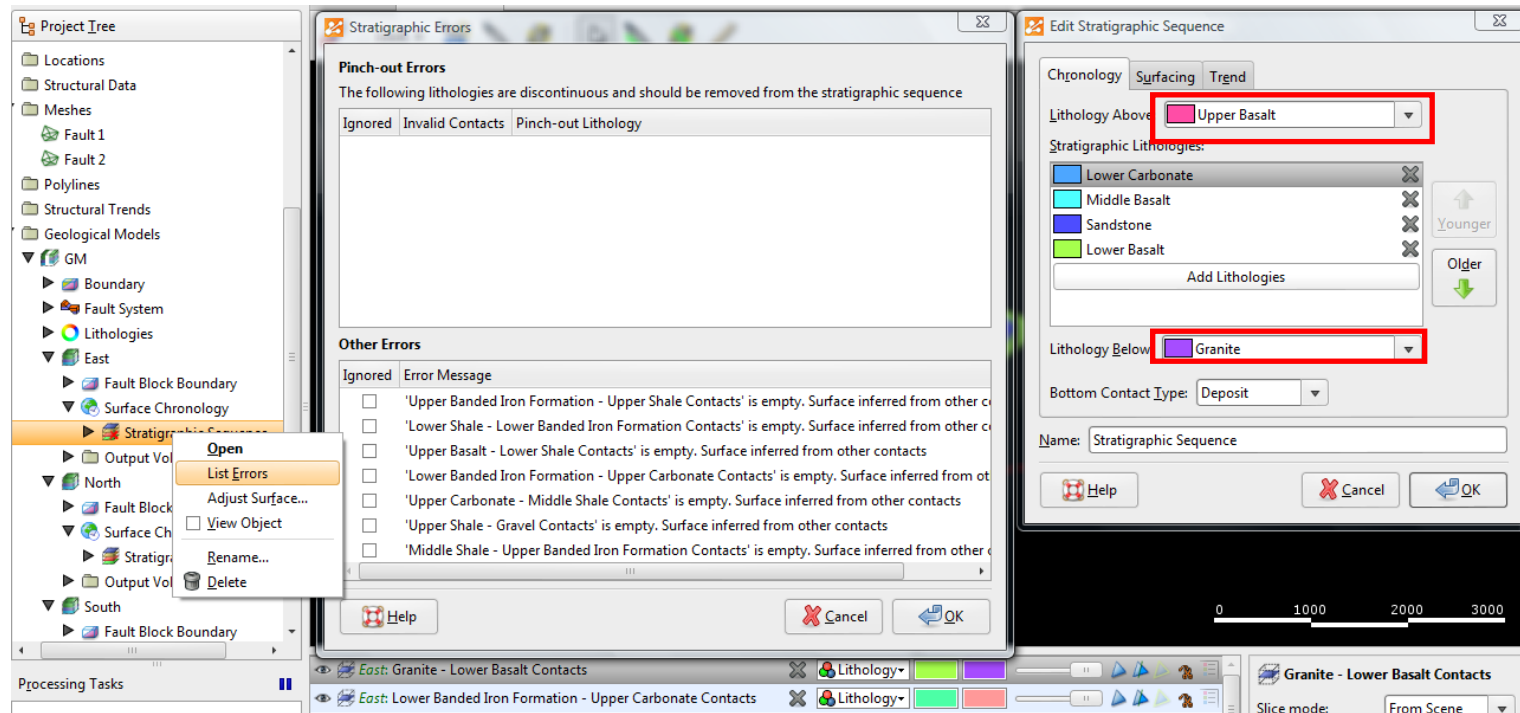 Project Tree
Locations
Structural Data
Meshes
Fault 1
Fault 2
Polylines
Structural Trends
Geological Models
GM
Boundary
Fault System
Lithologies
East
Fault Block Boundary
Surface Chronology
Stratigraphic Sequence
Output Vol
North
Fault Block
Surface Ch
Stratigra
Output Vol
South
Fault Block Boundary
Processing Tasks
Open
List Errors
Adjust Surface...
View Object
Rename...
Delete
Stratigraphic Errors
Pinch-out Errors
The following lithologies are discontinuous and should be removed from the stratigraphic sequence
Ignored Invalid Contacts Pinch-out Lithology
Other Errors
Ignored Error Message
'Upper Banded Iron Formation - Upper Shale Contacts' is empty. Surface inferred from other co
'Lower Shale - Lower Banded Iron Formation Contacts' is empty. Surface inferred from other co
'Upper Basalt - Lower Shale Contacts' is empty. Surface inferred from other contacts
'Lower Banded Iron Formation - Upper Carbonate Contacts' is empty. Surface inferred from ot
'Upper Carbonate - Middle Shale Contacts' is empty. Surface inferred from other contacts
'Upper Shale - Gravel Contacts' is empty. Surface inferred from other contacts
'Middle Shale - Upper Banded Iron Formation Contacts' is empty. Surface inferred from other
Help Cancel OK
Edit Stratigraphic Sequence
Chronology Surfacing Trend
Lithology Above Upper Basalt
Stratigraphic Lithologies:
Lower Carbonate
Middle Basalt
Sandstone
Lower Basalt
Add Lithologies
Younger
Older
Lithology Below Granite
Bottom Contact Type: Deposit
Name: Stratigraphic Sequence
Help Cancel OK
0 1000 2000 3000
East: Granite - Lower Basalt Contacts Lithology
East: Lower Banded Iron Formation - Upper Carbonate Contacts Lithology
Granite - Lower Basalt Contacts
Slice mode: From Scene